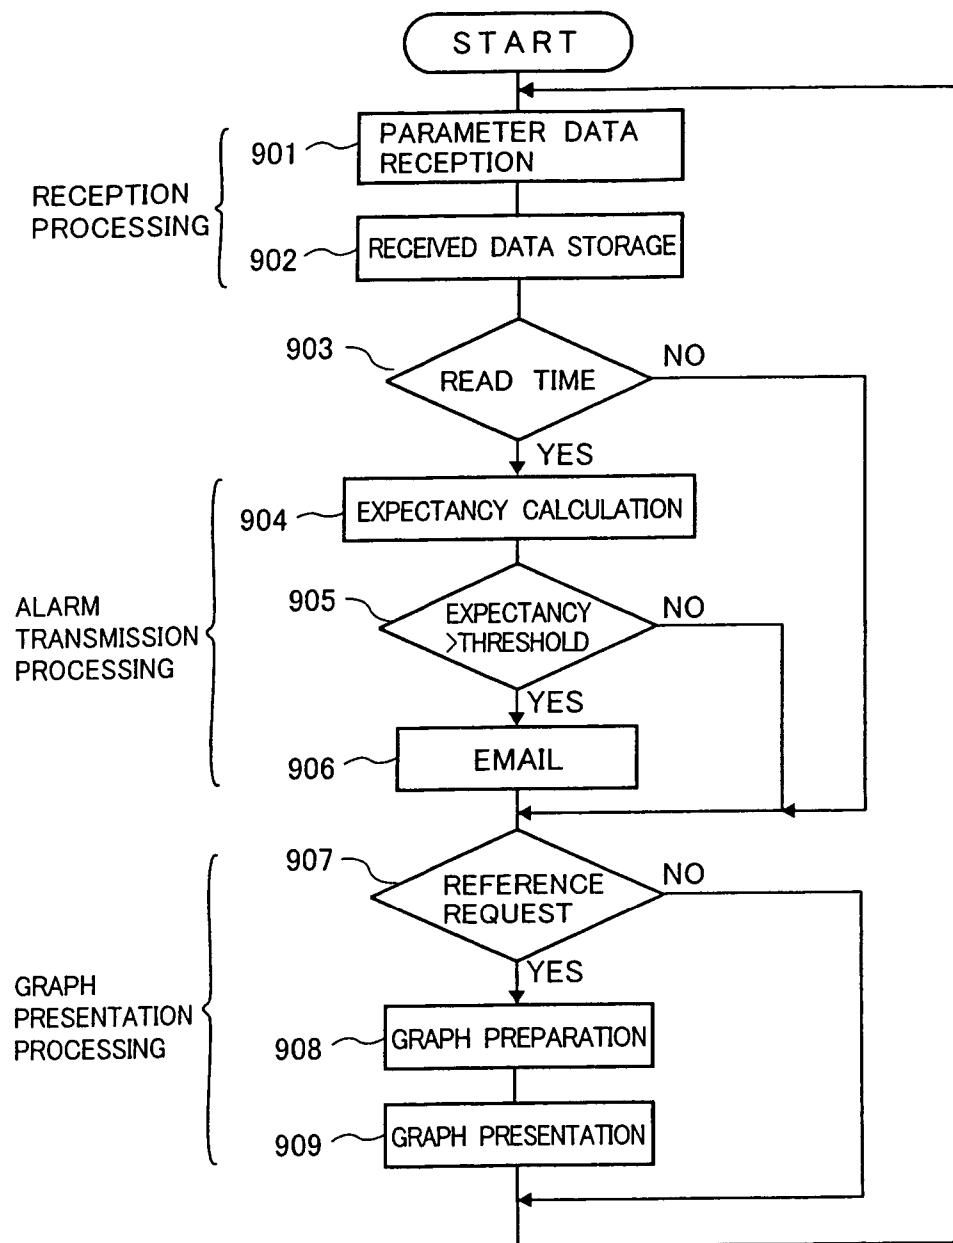 START
901
PARAMETER DATA
RECEPTION
RECEPTION
PROCESSING
902
RECEIVED DATA STORAGE
903
READ TIME
NO
YES
904
EXPECTANCY CALCULATION
ALARM
TRANSMISSION
PROCESSING
905
EXPECTANCY
>THRESHOLD
NO
YES
906
EMAIL
907
REFERENCE
REQUEST
NO
YES
GRAPH
PRESENTATION
PROCESSING
908
GRAPH PREPARATION
909
GRAPH PRESENTATION